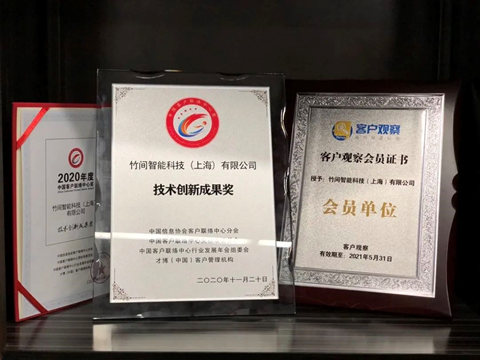 2020年度
中国客户联络中心奖
竹间智能科技（上海）
有限公司
技术创新成果奖
竹间智能科技（上海）有限公司
技术创新成果奖
中国信息协会客户联络中心分会
中国客户联络中心行业发展年会组委会
才博（中国）客户管理机构
二〇二〇年十一月二十日
客户观察
客户观察会员证书
授予：竹间智能科技（上海）有限公司
会员单位
客户观察
有效期至：2021年5月31日